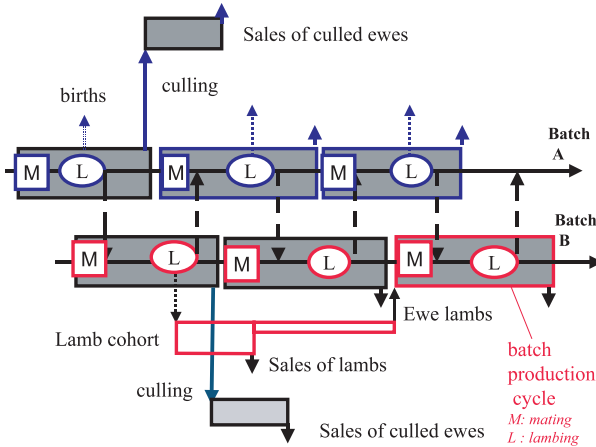 Sales of culled ewes
culling
births
Batch
A
M L M L M L
Batch
B
M L M L M L
Ewe lambs
Lamb cohort
Sales of lambs
batch
production
cycle
M: mating
L : lambing
culling
Sales of culled ewes